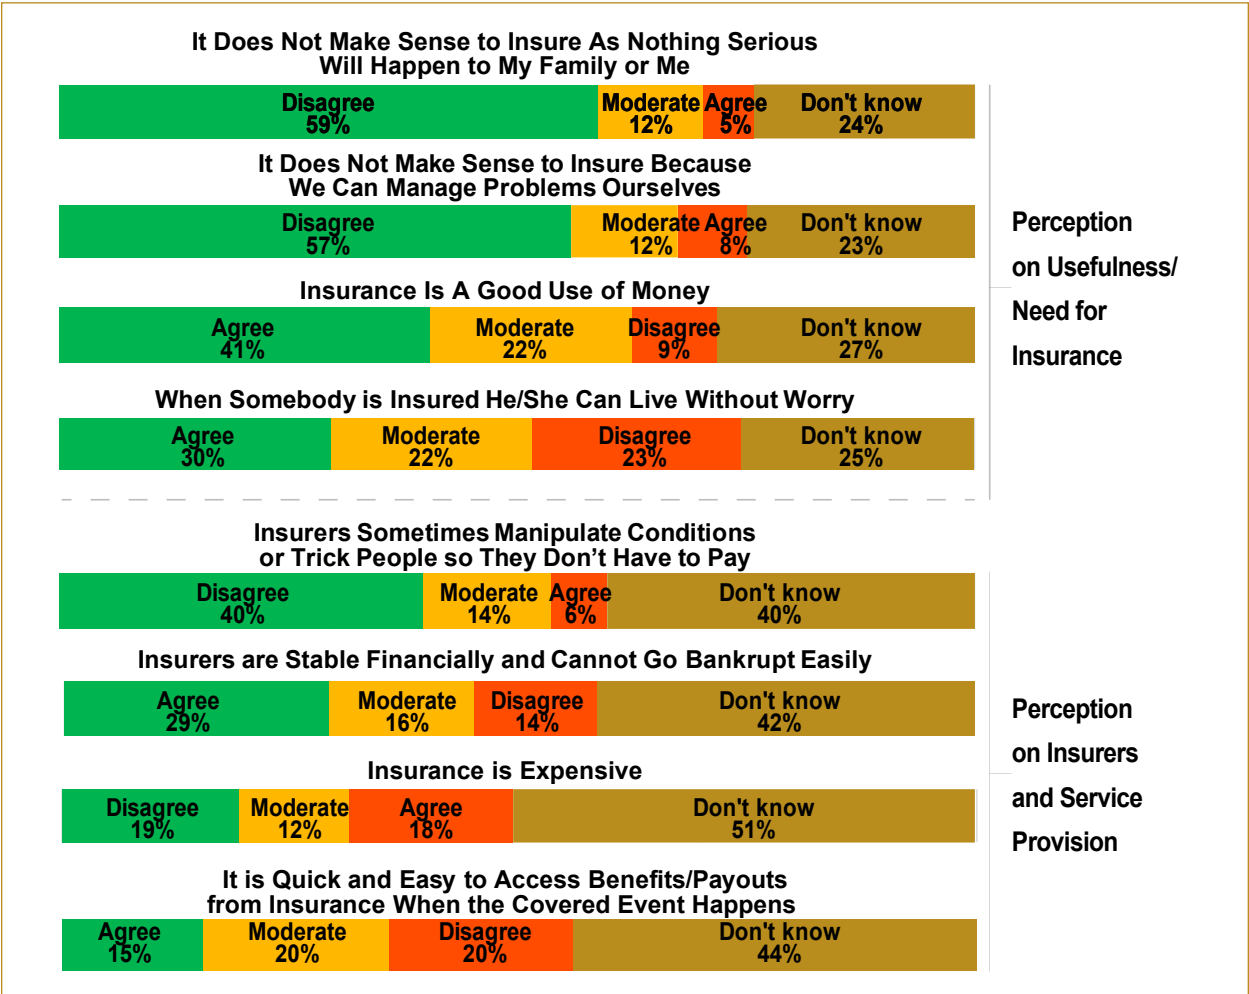 It Does Not Make Sense to Insure As Nothing Serious
Will Happen to My Family or Me
Disagree Moderate Agree Don't know
59% 12% 5% 24%
It Does Not Make Sense to Insure Because
We Can Manage Problems Ourselves
Disagree Moderate Agree Don't know
57% 12% 8% 23%
Insurance Is A Good Use of Money
Agree Moderate Disagree Don't know
41% 22% 9% 27%
When Somebody is Insured He/She Can Live Without Worry
Agree Moderate Disagree Don't know
30% 22% 23% 25%
Perception
on Usefulness/
Need for
Insurance
Insurers Sometimes Manipulate Conditions
or Trick People so They Don’t Have to Pay
Disagree Moderate Agree Don't know
40% 14% 6% 40%
Insurers are Stable Financially and Cannot Go Bankrupt Easily
Agree Moderate Disagree Don't know
29% 16% 14% 42%
Insurance is Expensive
Disagree Moderate Agree Don't know
19% 12% 18% 51%
It is Quick and Easy to Access Benefits/Payouts
from Insurance When the Covered Event Happens
Agree Moderate Disagree Don't know
15% 20% 20% 44%
Perception
on Insurers
and Service
Provision